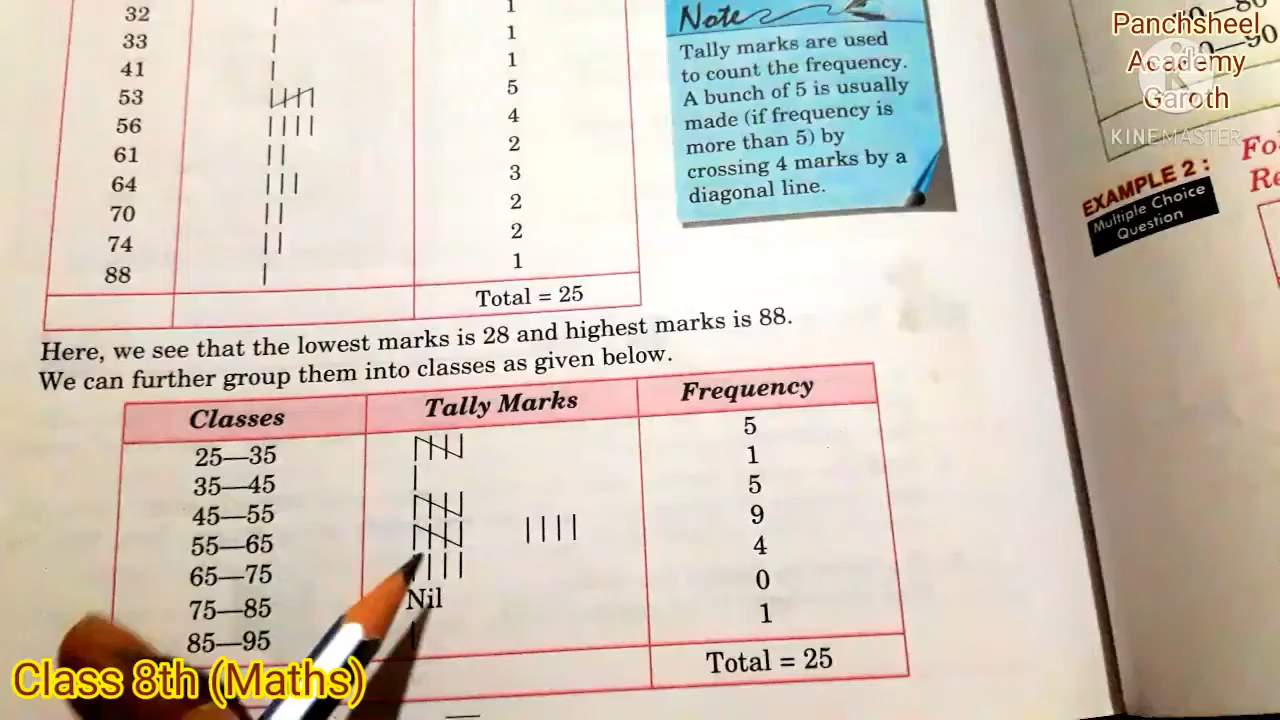 32 1
33 1
41 1
53 5
56 4
61 2
64 3
70 2
74 2
88 1
Total = 25
Note
Tally marks are used
to count the frequency.
A bunch of 5 is usually
made (if frequency is
more than 5) by
crossing 4 marks by a
diagonal line.
Here, we see that the lowest marks is 28 and highest marks is 88.
We can further group them into classes as given below.
Classes Tally Marks Frequency
25—35 5
35—45 1
45—55 5
55—65 9
65—75 4
75—85 Nil 0
85—95 1
Total = 25
Panchsheel
Academy
Garoth
KINEMASTER
EXAMPLE 2 :
Multiple Choice
Question
Class 8th (Maths)